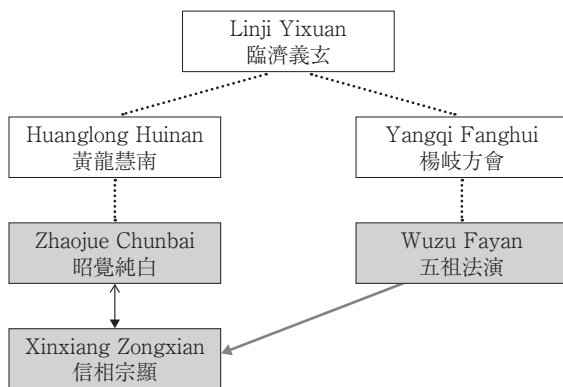 Linji Yixuan
臨濟義玄
Huanglong Huinan
黃龍慧南
Yangqi Fanghui
楊岐方會
Zhaojue Chunbai
昭覺純白
Wuzu Fayan
五祖法演
Xinxiang Zongxian
信相宗顯